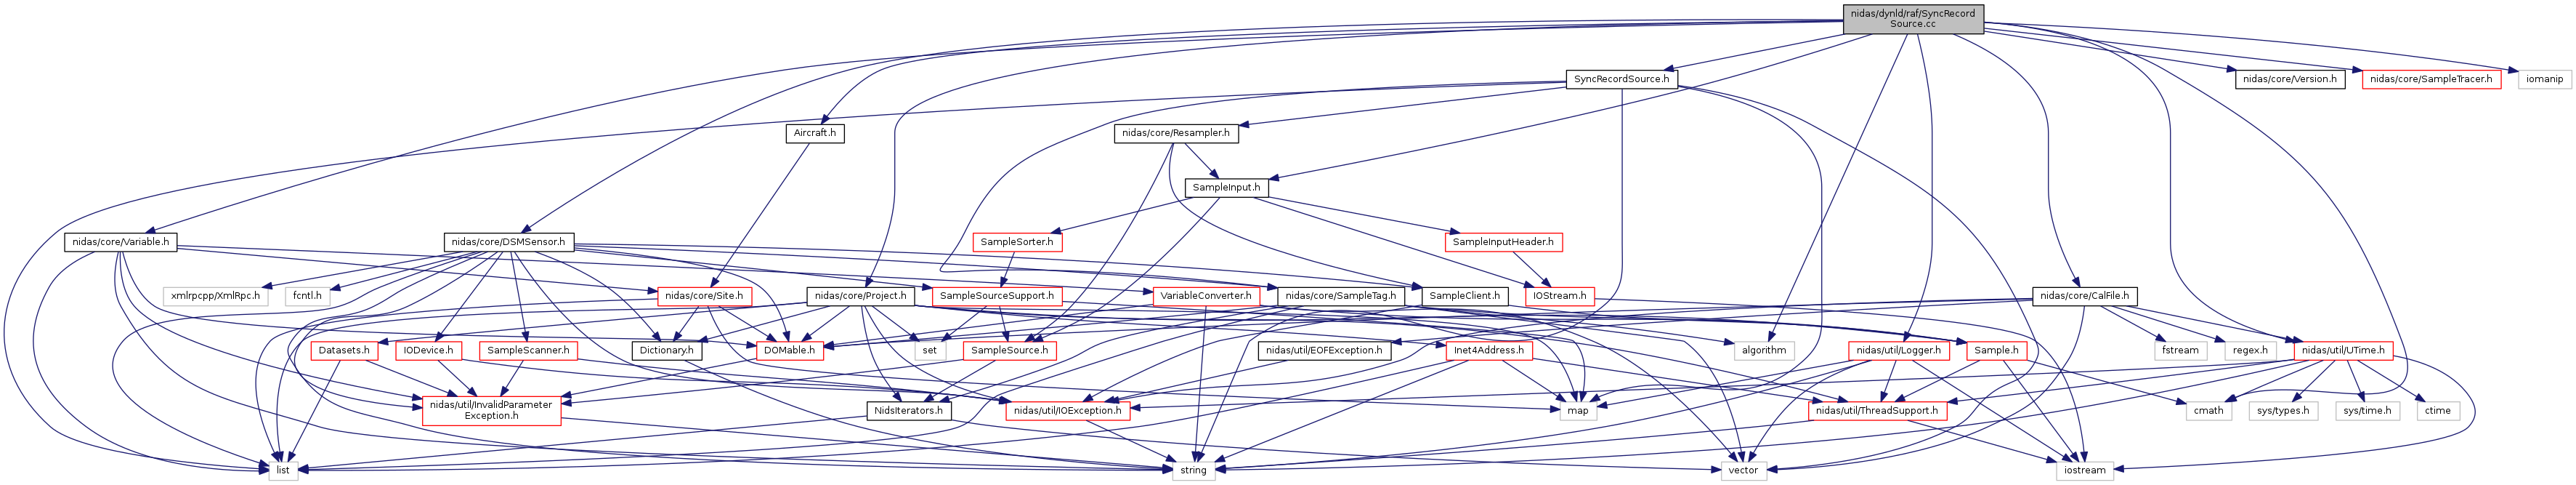 nidas/dynld/raf/SyncRecord
Source.cc
SyncRecordSource.h
nidas/core/Version.h
nidas/core/SampleTracer.h
iomanip
Aircraft.h
nidas/core/Resampler.h
SampleInput.h
nidas/core/Variable.h
nidas/core/DSMSensor.h
SampleSorter.h
SampleInputHeader.h
xmlrpcpp/XmlRpc.h
fcntl.h
nidas/core/Site.h
nidas/core/Project.h
SampleSourceSupport.h
VariableConverter.h
nidas/core/SampleTag.h
SampleClient.h
IOStream.h
nidas/core/CalFile.h
Datasets.h
IODevice.h
SampleScanner.h
Dictionary.h
DOMable.h
set
SampleSource.h
nidas/util/EOFException.h
Inet4Address.h
algorithm
nidas/util/Logger.h
Sample.h
fstream
regex.h
nidas/util/UTime.h
nidas/util/InvalidParameter
Exception.h
NidsIterators.h
nidas/util/IOException.h
map
nidas/util/ThreadSupport.h
cmath
sys/types.h
sys/time.h
ctime
list
string
vector
iostream